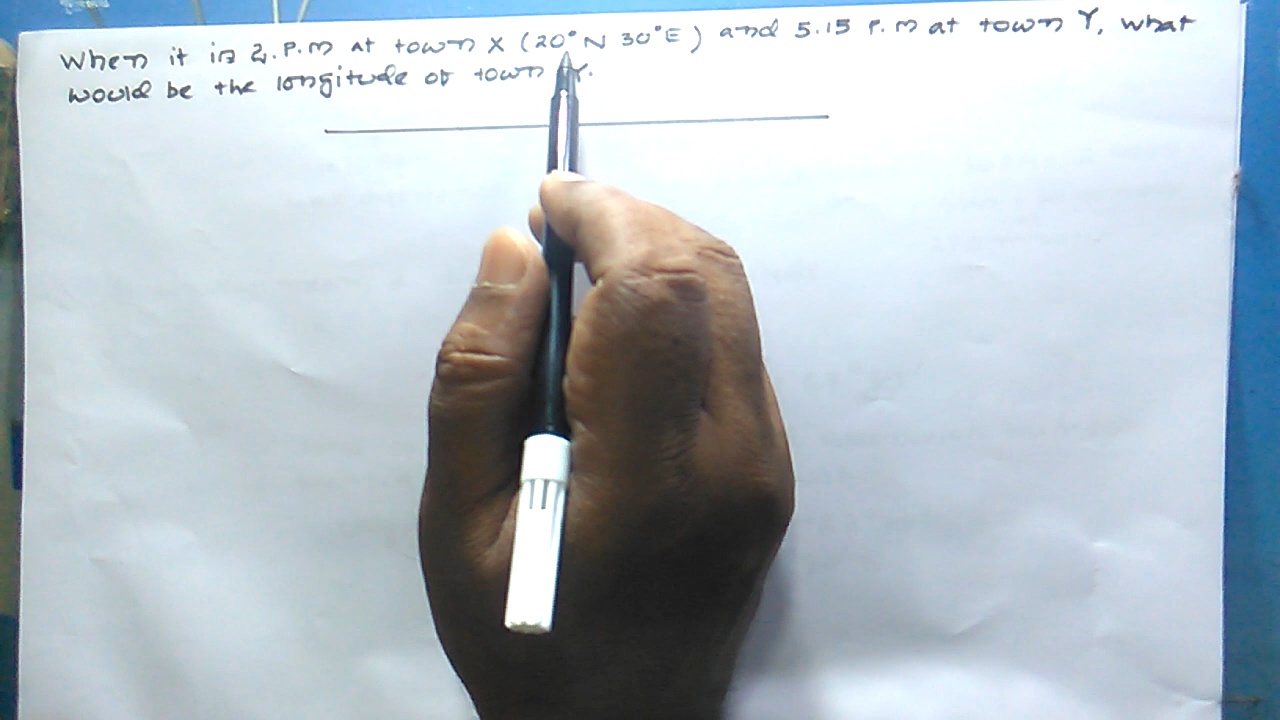 When it is 2. P.M at town X (20°N 30°E) and 5.15 P.M at town Y, what
would be the longitude of town Y.